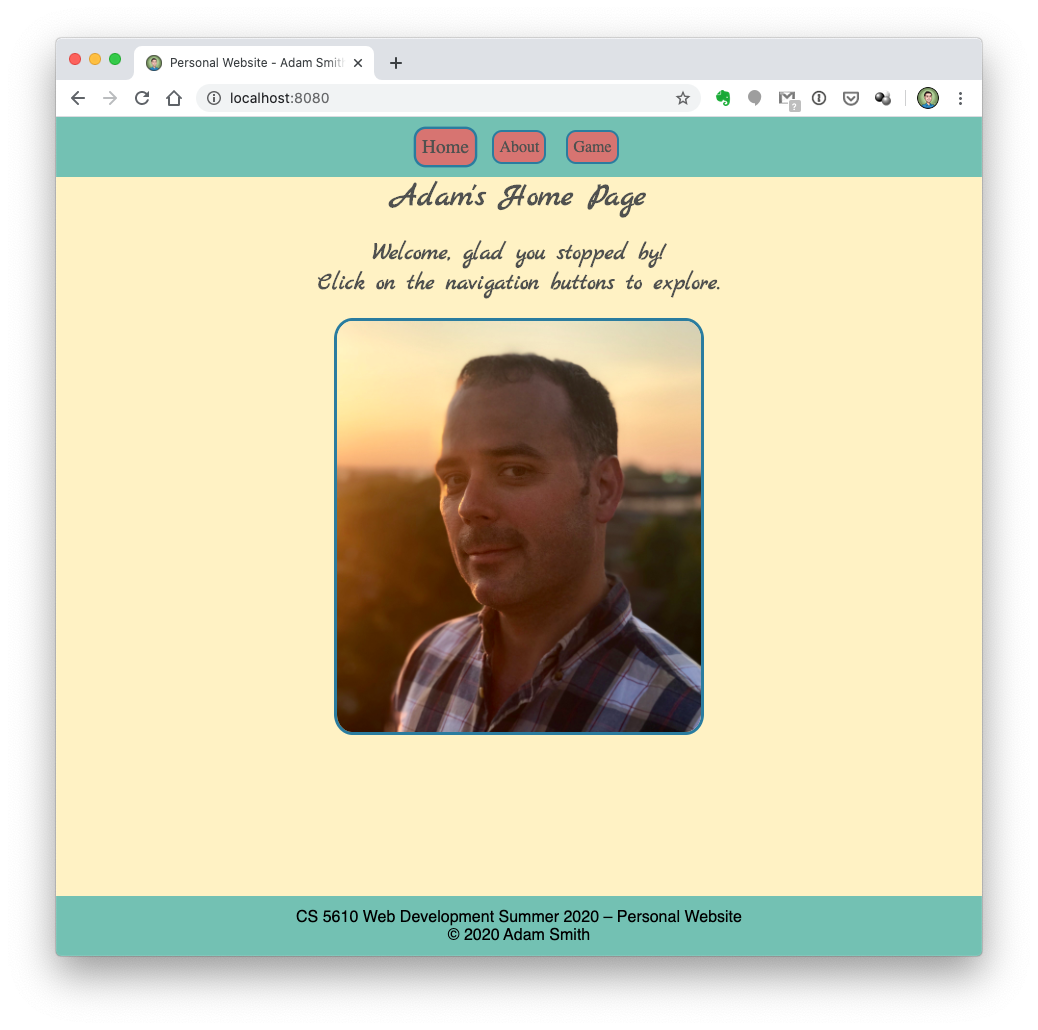 Personal Website - Adam Smit
localhost:8080
Home About Game
Adam's Home Page
Welcome, glad you stopped by!
Click on the navigation buttons to explore.
CS 5610 Web Development Summer 2020 – Personal Website
© 2020 Adam Smith